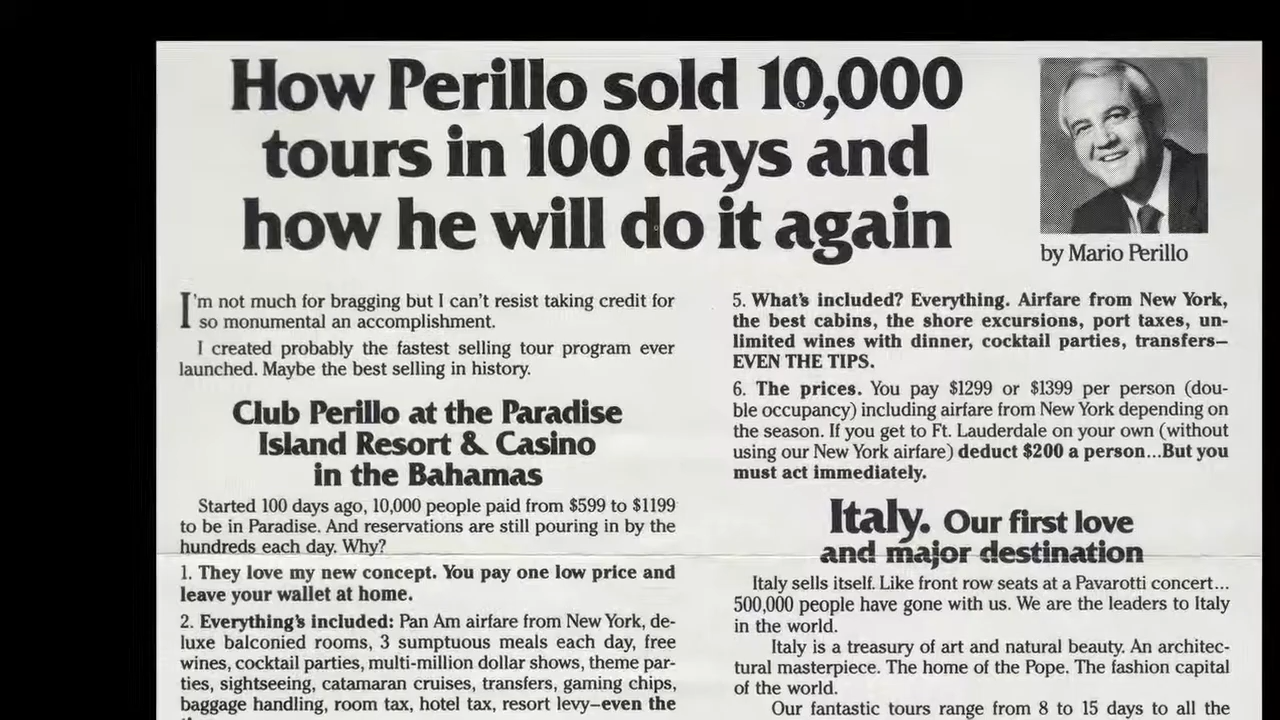 How Perillo sold 10,000
tours in 100 days and
how he will do it again
by Mario Perillo
I'm not much for bragging but I can't resist taking credit for
so monumental an accomplishment.
I created probably the fastest selling tour program ever
launched. Maybe the best selling in history.
Club Perillo at the Paradise
Island Resort & Casino
in the Bahamas
Started 100 days ago, 10,000 people paid from $599 to $1199
to be in Paradise. And reservations are still pouring in by the
hundreds each day. Why?
1. They love my new concept. You pay one low price and
leave your wallet at home.
2. Everything's included: Pan Am airfare from New York, de-
luxe balconied rooms, 3 sumptuous meals each day, free
wines, cocktail parties, multi-million dollar shows, theme par-
ties, sightseeing, catamaran cruises, transfers, gaming chips,
baggage handling, room tax, hotel tax, resort levy–even the
5. What's included? Everything. Airfare from New York,
the best cabins, the shore excursions, port taxes, un-
limited wines with dinner, cocktail parties, transfers–
EVEN THE TIPS.
6. The prices. You pay $1299 or $1399 per person (dou-
ble occupancy) including airfare from New York depending on
the season. If you get to Ft. Lauderdale on your own (without
using our New York airfare) deduct $200 a person...But you
must act immediately.
Italy. Our first love
and major destination
Italy sells itself. Like front row seats at a Pavarotti concert...
500,000 people have gone with us. We are the leaders to Italy
in the world.
Italy is a treasury of art and natural beauty. An architec-
tural masterpiece. The home of the Pope. The fashion capital
of the world.
Our fantastic tours range from 8 to 15 days to all the